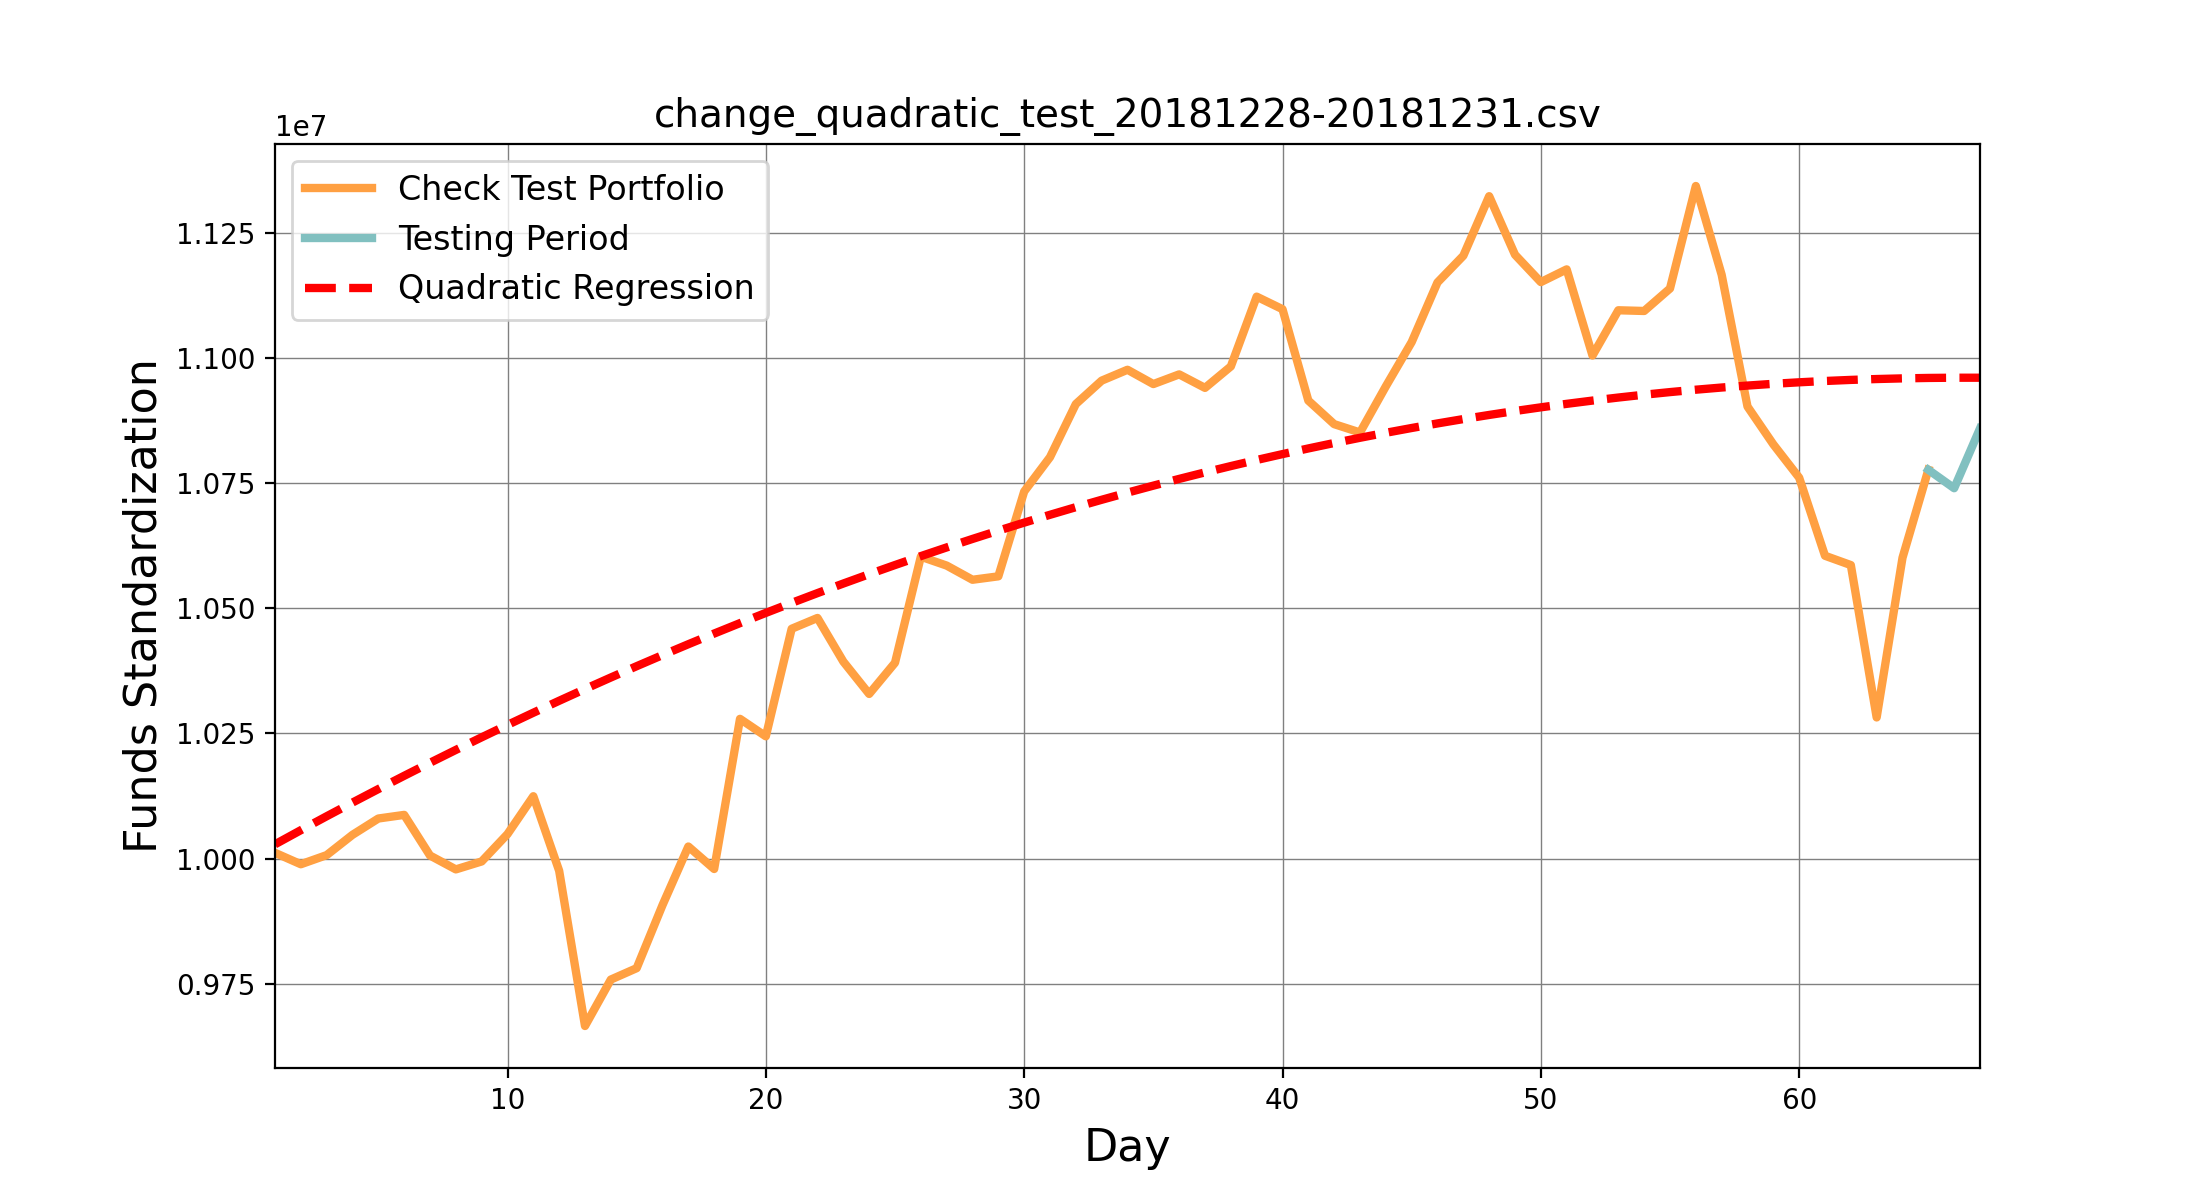 change_quadratic_test_20181228-20181231.csv
1e7
Check Test Portfolio
Testing Period
Quadratic Regression
Funds Standardization
1.125
1.100
1.075
1.050
1.025
1.000
0.975
10 20 30 40 50 60
Day